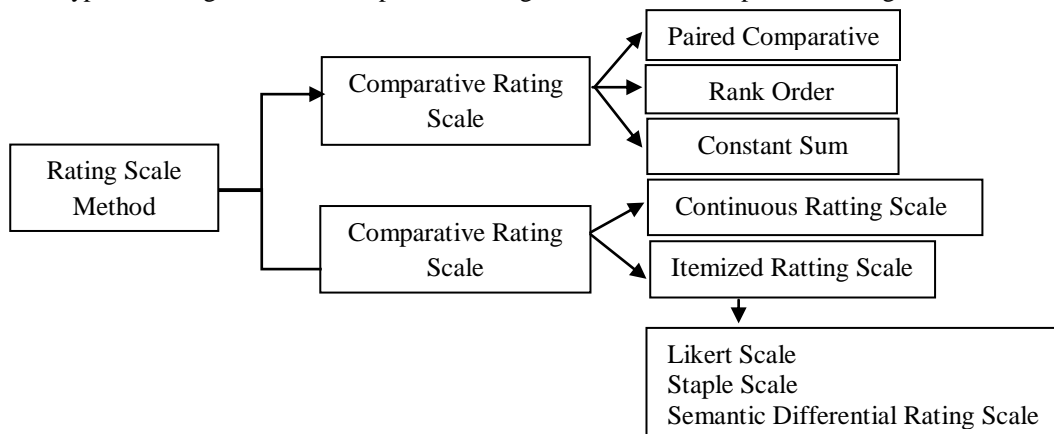 Paired Comparative
Comparative Rating
Scale
Rank Order
Constant Sum
Rating Scale
Method
Continuous Ratting Scale
Comparative Rating
Scale
Itemized Ratting Scale
Likert Scale
Staple Scale
Semantic Differential Rating Scale